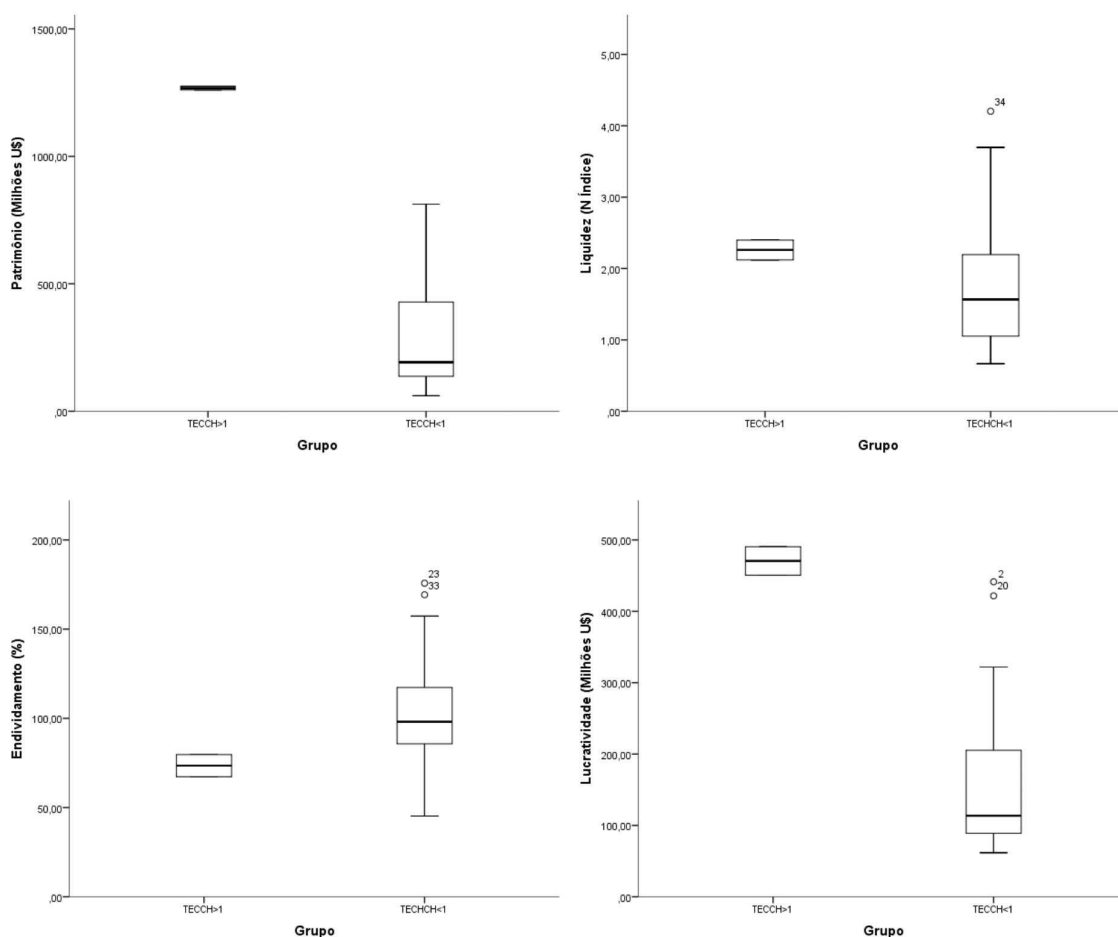 Patrimônio (Milhões U$)
1500,00
1000,00
500,00
,00
TECCH>1
TECCH<1
Grupo
Liquidez (N Índice)
5,00
4,00
3,00
2,00
1,00
,00
34
TECCH>1
TECHCH<1
Grupo
Endividamento (%)
200,00
150,00
100,00
50,00
,00
23
33
TECCH>1
TECHCH<1
Grupo
Lucratividade (Milhões U$)
500,00
400,00
300,00
200,00
100,00
,00
2
20
TECCH>1
TECHCH<1
Grupo